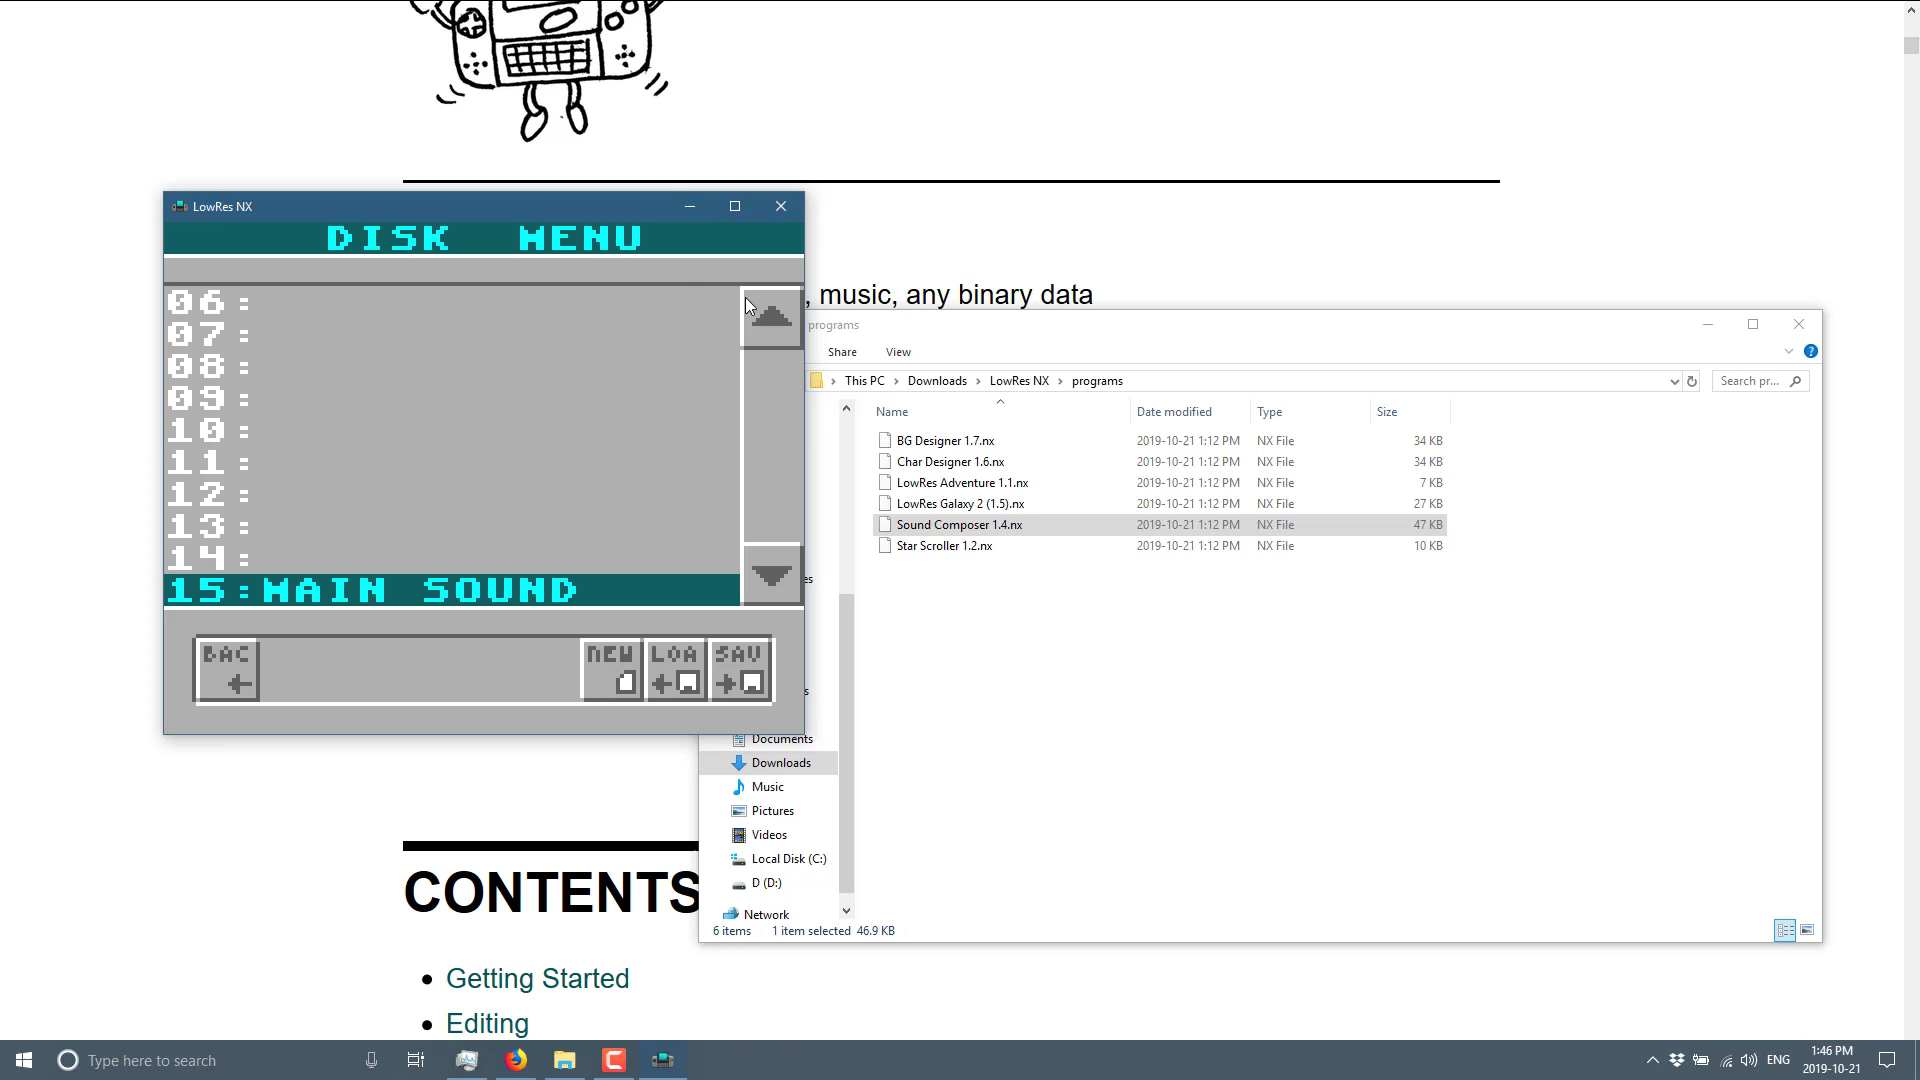 LowRes NX
DISK MENU
06:
07:
08:
09:
10:
11:
12:
13:
14:
15:MAIN SOUND
BAC
NEW
LOA
SAV
, music, any binary data
programs
Share
View
This PC > Downloads > LowRes NX > programs
Search pr...
Name
Date modified
Type
Size
BG Designer 1.7.nx 2019-10-21 1:12 PM NX File 34 KB
Char Designer 1.6.nx 2019-10-21 1:12 PM NX File 34 KB
LowRes Adventure 1.1.nx 2019-10-21 1:12 PM NX File 7 KB
LowRes Galaxy 2 (1.5).nx 2019-10-21 1:12 PM NX File 27 KB
Sound Composer 1.4.nx 2019-10-21 1:12 PM NX File 47 KB
Star Scroller 1.2.nx 2019-10-21 1:12 PM NX File 10 KB
Documents
Downloads
Music
Pictures
Videos
Local Disk (C:)
D (D:)
Network
6 items 1 item selected 46.9 KB
CONTENTS
• Getting Started
• Editing
Type here to search
ENG
1:46 PM
2019-10-21